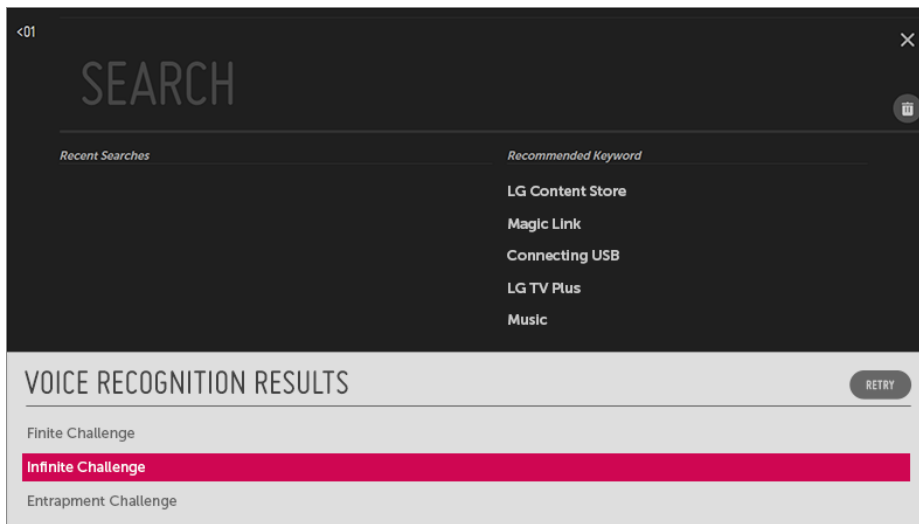 <01
SEARCH
Recent Searches
Recommended Keyword
LG Content Store
Magic Link
Connecting USB
LG TV Plus
Music
VOICE RECOGNITION RESULTS
RETRY
Finite Challenge
Infinite Challenge
Entrapment Challenge